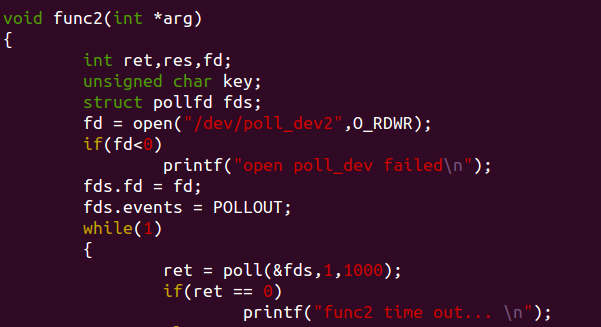 void func2(int *arg)
{
        int ret,res,fd;
        unsigned char key;
        struct pollfd fds;
        fd = open("/dev/poll_dev2",O_RDWR);
        if(fd<0)
                printf("open poll_dev failed\n");
        fds.fd = fd;
        fds.events = POLLOUT;
        while(1)
        {
                ret = poll(&fds,1,1000);
                if(ret == 0)
                        printf("func2 time out... \n");